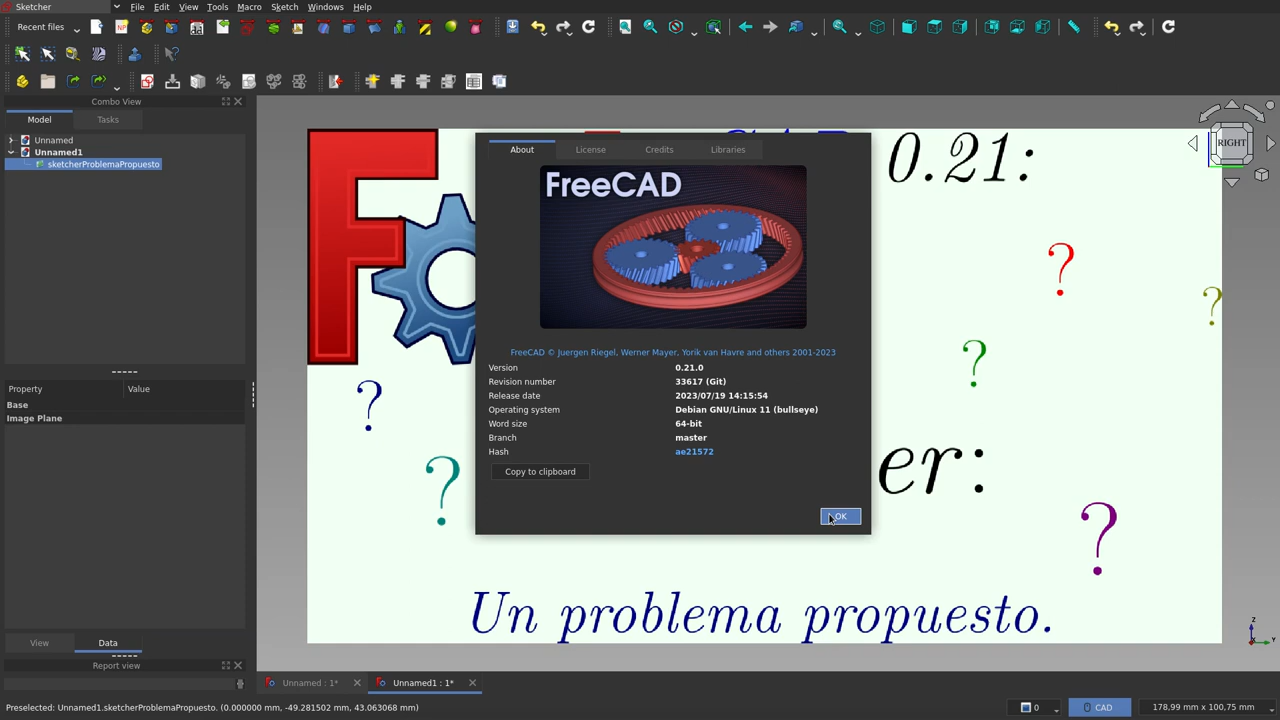 Sketcher
File Edit View Tools Macro Sketch Windows Help
Recent files
Combo View
Model Tasks
Unnamed
Unnamed1
sketcherProblemaPropuesto
Property Value
Base
Image Plane
View Data
Report view
0.21:
er:
Un problema propuesto.
RIGHT
About License Credits Libraries
FreeCAD
FreeCAD © Juergen Riegel, Werner Mayer, Yorik van Havre and others 2001-2023
Version 0.21.0
Revision number 33617 (Git)
Release date 2023/07/19 14:15:54
Operating system Debian GNU/Linux 11 (bullseye)
Word size 64-bit
Branch master
Hash ae21572
Copy to clipboard
OK
? ? ? ? ? ?
Z
Y
Unnamed : 1* Unnamed1 : 1*
Preselected: Unnamed1.sketcherProblemaPropuesto. (0.000000 mm, -49.281502 mm, 43.063068 mm)
0 CAD 178,99 mm x 100,75 mm